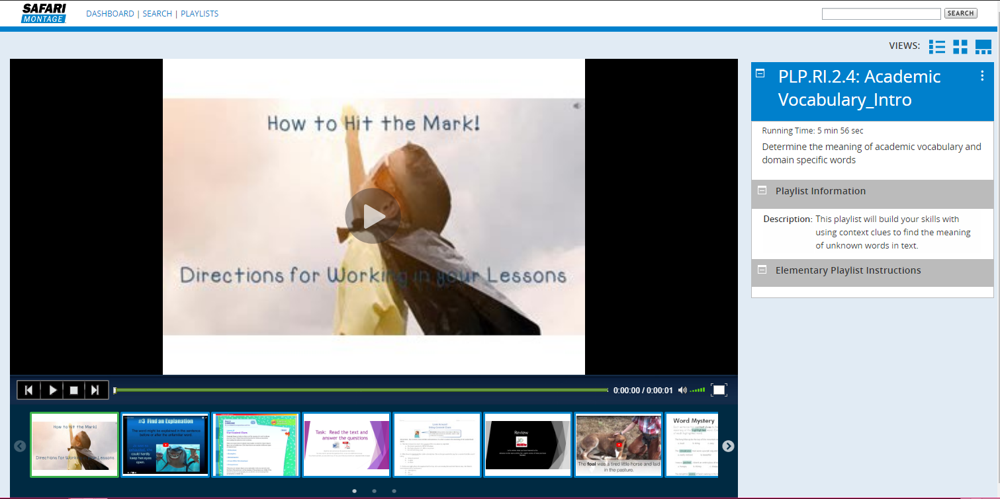 SAFARI
MONTAGE
DASHBOARD | SEARCH | PLAYLISTS
SEARCH
VIEWS:
How to Hit the Mark!
Directions for Working in your Lessons
PLP.RI.2.4: Academic
Vocabulary_Intro
Running Time: 5 min 56 sec
Determine the meaning of academic vocabulary and
domain specific words
Playlist Information
Description: This playlist will build your skills with
using context clues to find the meaning
of unknown words in text.
Elementary Playlist Instructions
0:00:00 / 0:00:01
How to Hit the Mark!
Directions for Working in your Lessons
#3 Find an Explanation
The word might be explained in the sentence
before or after the unfamiliar word.
could hardly
keep her eyes
open.
Task: Read the text and
answer the questions
Review
The foal was a tired little horse and laid
in the pasture.
Word Mystery